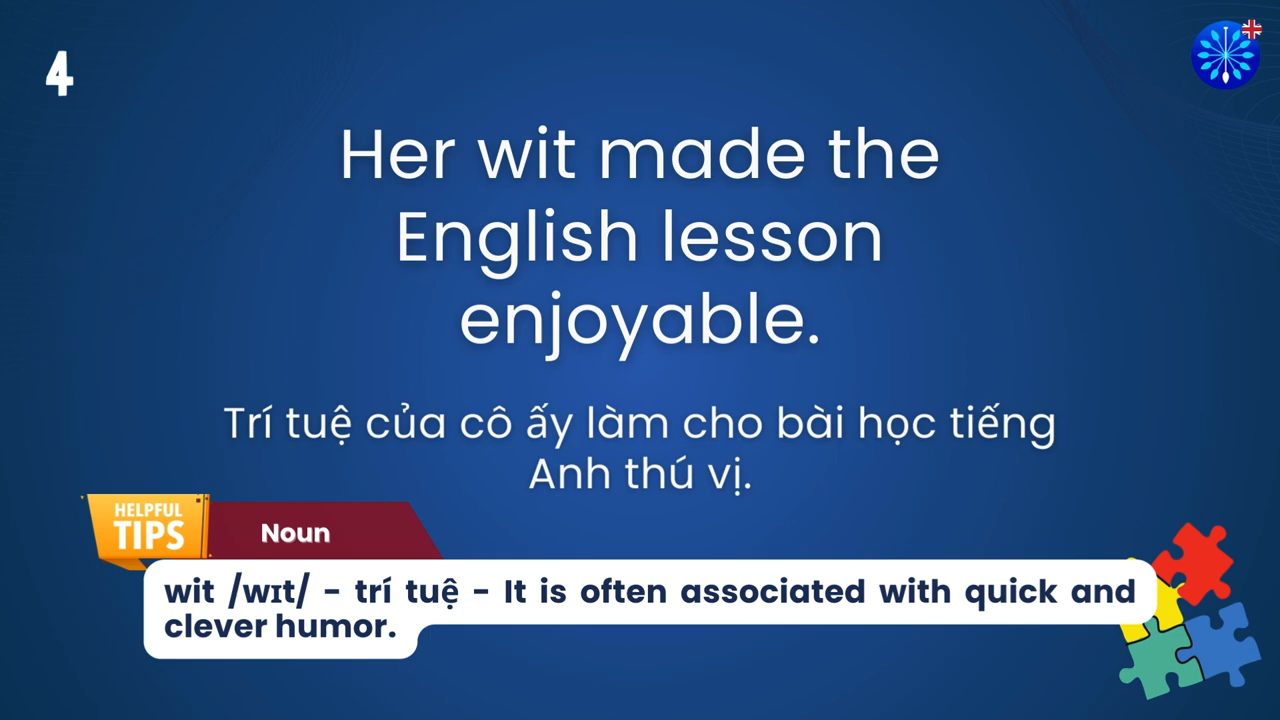 4
Her wit made the
English lesson
enjoyable.
Trí tuệ của cô ấy làm cho bài học tiếng
Anh thú vị.
HELPFUL
TIPS
Noun
wit /wɪt/ - trí tuệ - It is often associated with quick and
clever humor.